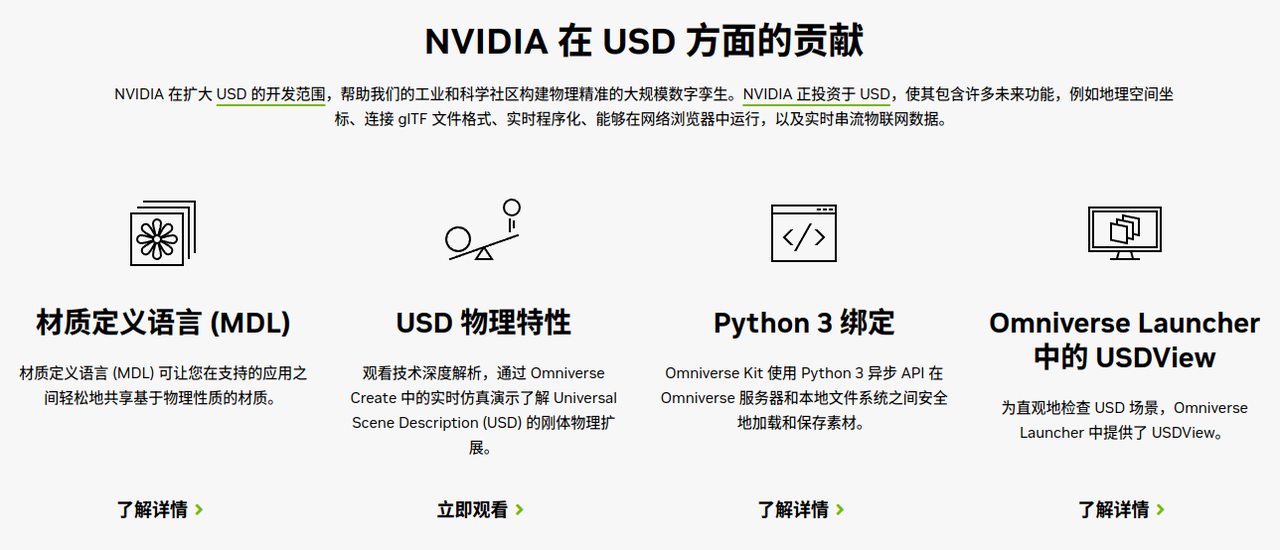 NVIDIA 在 USD 方面的贡献
NVIDIA 在扩大 USD 的开发范围，帮助我们的工业和科学社区构建物理精准的大规模数字孪生。NVIDIA 正投资于 USD，使其包含许多未来功能，例如地理空间坐
标、连接 glTF 文件格式、实时程序化、能够在网络浏览器中运行，以及实时串流物联网数据。
材质定义语言 (MDL)
材质定义语言 (MDL) 可让您在支持的应用之
间轻松地共享基于物理性质的材质。
了解详情
USD 物理特性
观看技术深度解析，通过 Omniverse
Create 中的实时仿真演示了解 Universal
Scene Description (USD) 的刚体物理扩
展。
立即观看
Python 3 绑定
Omniverse Kit 使用 Python 3 异步 API 在
Omniverse 服务器和本地文件系统之间安全
地加载和保存素材。
了解详情
Omniverse Launcher
中的 USDView
为直观地检查 USD 场景，Omniverse
Launcher 中提供了 USDView。
了解详情